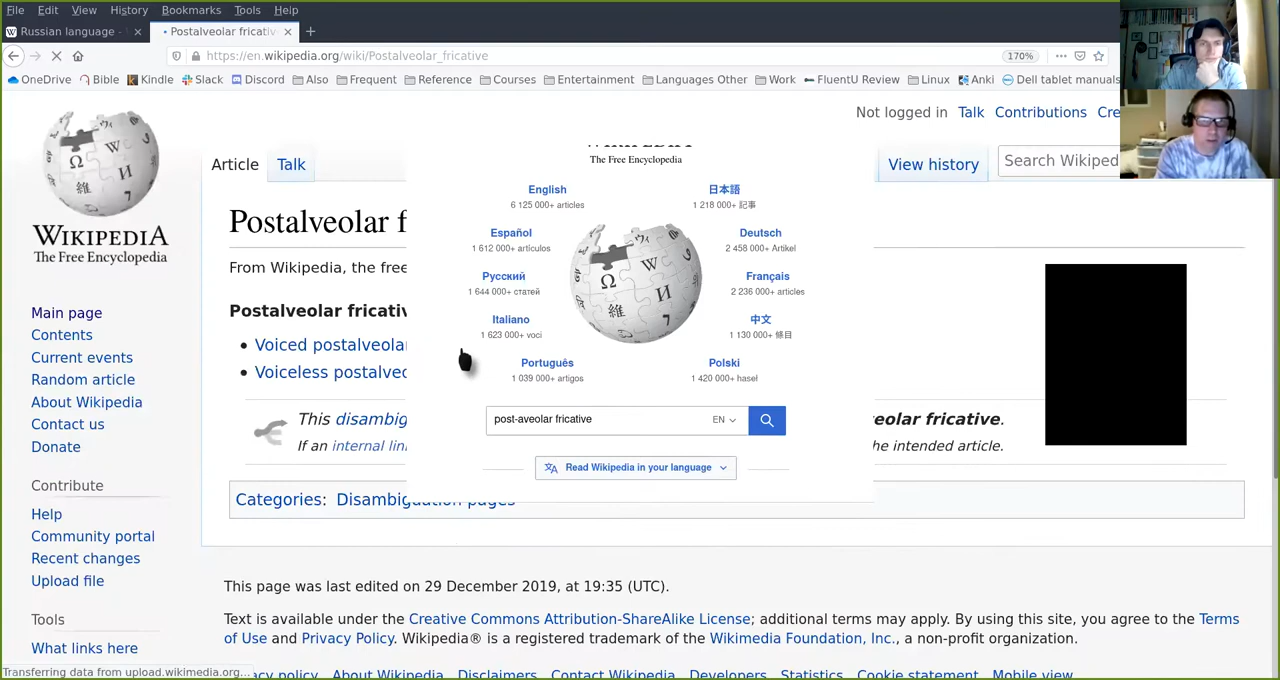 File Edit View History Bookmarks Tools Help
Russian language -
Postalveolar fricativ
https://en.wikipedia.org/wiki/Postalveolar_fricative
170%
OneDrive Bible Kindle Slack Discord Also Frequent Reference Courses Entertainment Languages Other Work FluentU Review Linux Anki Dell tablet manuals
Not logged in Talk Contributions Cre
Article Talk
View history
Search Wikiped
WIKIPEDIA
The Free Encyclopedia
Postalveolar f
From Wikipedia, the free
Postalveolar fricativ
Voiced postalveola
Voiceless postalveo
This disambig
eolar fricative.
If an internal lin
he intended article.
Categories: Disambiguation pages
The Free Encyclopedia
English
6 125 000+ articles
日本語
1 218 000+ 記事
Español
1 612 000+ artículos
Deutsch
2 458 000+ Artikel
Русский
1 644 000+ статей
Français
2 236 000+ articles
Italiano
1 623 000+ voci
中文
1 130 000+ 條目
Português
1 039 000+ artigos
Polski
1 420 000+ haseł
post-aveolar fricative
EN
Read Wikipedia in your language
Main page
Contents
Current events
Random article
About Wikipedia
Contact us
Donate
Contribute
Help
Community portal
Recent changes
Upload file
Tools
What links here
This page was last edited on 29 December 2019, at 19:35 (UTC).
Text is available under the Creative Commons Attribution-ShareAlike License; additional terms may apply. By using this site, you agree to the Terms
of Use and Privacy Policy. Wikipedia® is a registered trademark of the Wikimedia Foundation, Inc., a non-profit organization.
Transferring data from upload.wikimedia.org...
acy policy About Wikipedia Disclaimers Contact Wikipedia Developers Statistics Cookie statement Mobile view